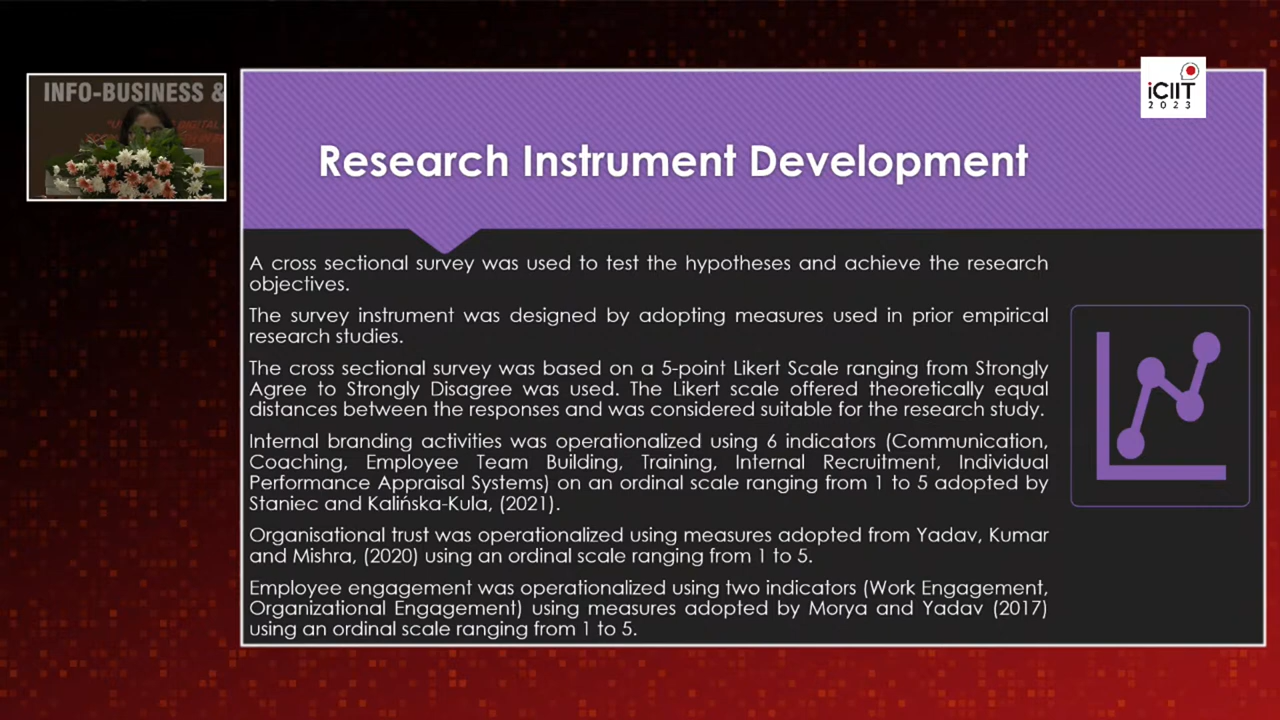 INFO-BUSINESS &
iCIIT
2023
Research Instrument Development
A cross sectional survey was used to test the hypotheses and achieve the research
objectives.
The survey instrument was designed by adopting measures used in prior empirical
research studies.
The cross sectional survey was based on a 5-point Likert Scale ranging from Strongly
Agree to Strongly Disagree was used. The Likert scale offered theoretically equal
distances between the responses and was considered suitable for the research study.
Internal branding activities was operationalized using 6 indicators (Communication,
Coaching, Employee Team Building, Training, Internal Recruitment, Individual
Performance Appraisal Systems) on an ordinal scale ranging from 1 to 5 adopted by
Staniec and Kalińska-Kula, (2021).
Organisational trust was operationalized using measures adopted from Yadav, Kumar
and Mishra, (2020) using an ordinal scale ranging from 1 to 5.
Employee engagement was operationalized using two indicators (Work Engagement,
Organizational Engagement) using measures adopted by Morya and Yadav (2017)
using an ordinal scale ranging from 1 to 5.